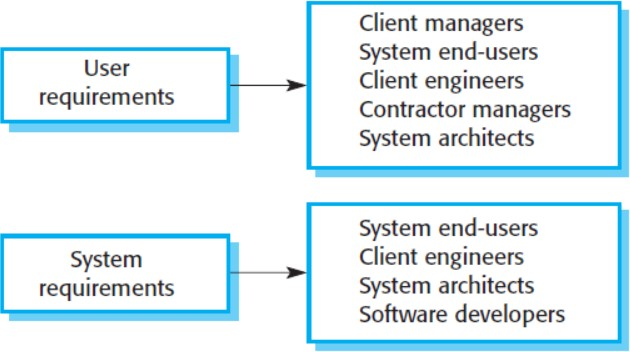 User
requirements
Client managers
System end-users
Client engineers
Contractor managers
System architects
System
requirements
System end-users
Client engineers
System architects
Software developers